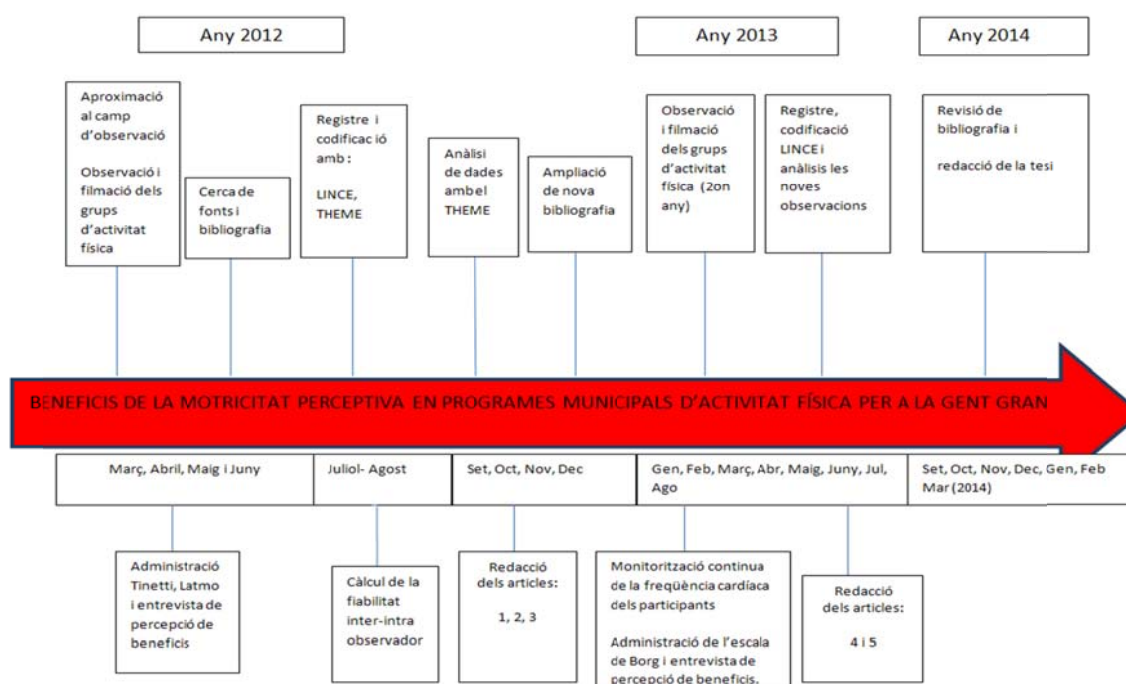 Any 2012
Any 2013
Any 2014
Aproximació
al camp
d'observació
Observació i
filmació dels
grups
d'activitat
física
Cerca de
fonts i
bibliografia
Registre i
codificac ió
amb :
LINCE,
THEME
Anàlisi
de dades
amb el
THEME
Ampliació
de nova
bibliografia
Observació
i filmació
dels grups
d'activitat
física (2on
any)
Registre,
codificació
LINCE i
anàlisis les
noves
observacions
Revisió de
bibliografia i
redacció de la tesi
BENEFICIS DE LA MOTRICITAT PERCEPTIVA EN PROGRAMES MUNICIPALS D'ACTIVITAT FÍSICA PER A LA GENT GRAN
Març, Abril, Maig i Juny
Juliol- Agost
Set, Oct, Nov, Dec
Gen, Feb, Març, Abr, Maig, Juny, Jul,
Ago
Set, Oct, Nov, Dec, Gen, Feb
Mar (2014)
Administració
Tinetti, Latmo
i entrevista de
percepció de
beneficis
Càlcul de la
fiabilitat
inter-intra
observador
Redacció
dels articles:
1, 2, 3
Monitorització continua
de la freqüència cardíaca
dels participants
Administració de l'escala
de Borg i entrevista de
percepció de beneficis.
Redacció
dels articles:
4 i 5